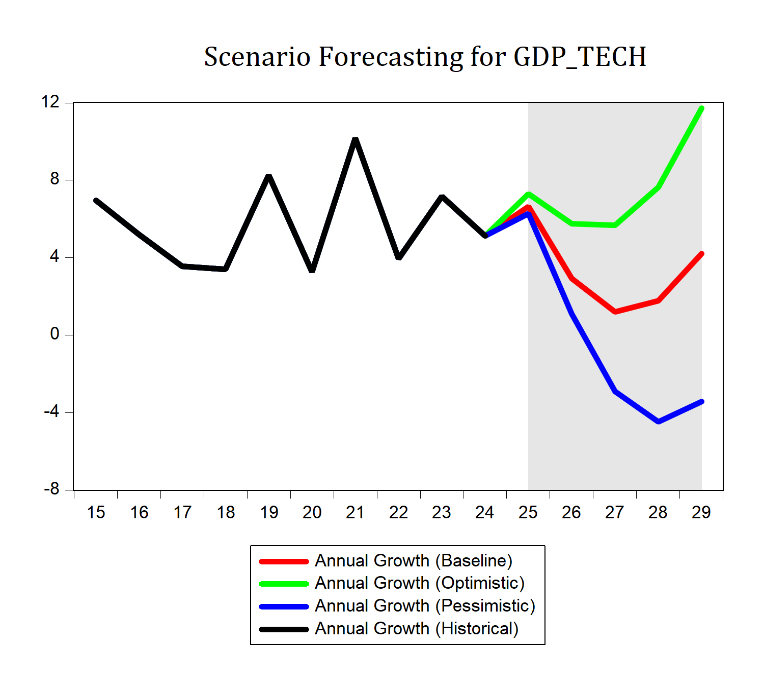 Scenario Forecasting for GDP_TECH
12
8
4
0
-4
-8
15 16 17 18 19 20 21 22 23 24 25 26 27 28 29
Annual Growth (Baseline)
Annual Growth (Optimistic)
Annual Growth (Pessimistic)
Annual Growth (Historical)